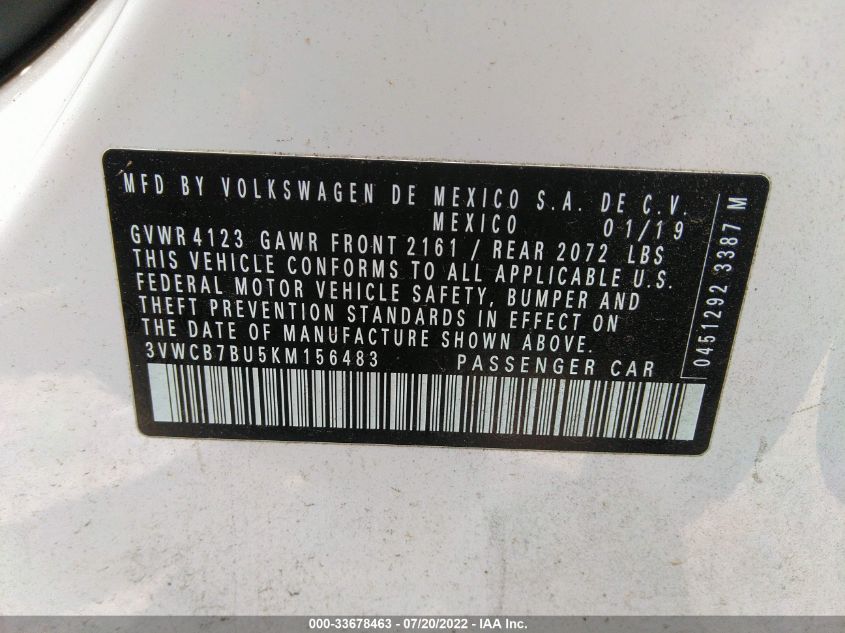 MFD BY VOLKSWAGEN DE MEXICO S.A. DE C.V.
MEXICO 01/19
GVWR 4123 GAWR FRONT 2161 / REAR 2072 LBS
THIS VEHICLE CONFORMS TO ALL APPLICABLE U.S.
FEDERAL MOTOR VEHICLE SAFETY, BUMPER AND
THEFT PREVENTION STANDARDS IN EFFECT ON
THE DATE OF MANUFACTURE SHOWN ABOVE.
3VWCB7BU5KM156483 PASSENGER CAR
0451292 3387 M
000-33678463 - 07/20/2022 - IAA Inc.